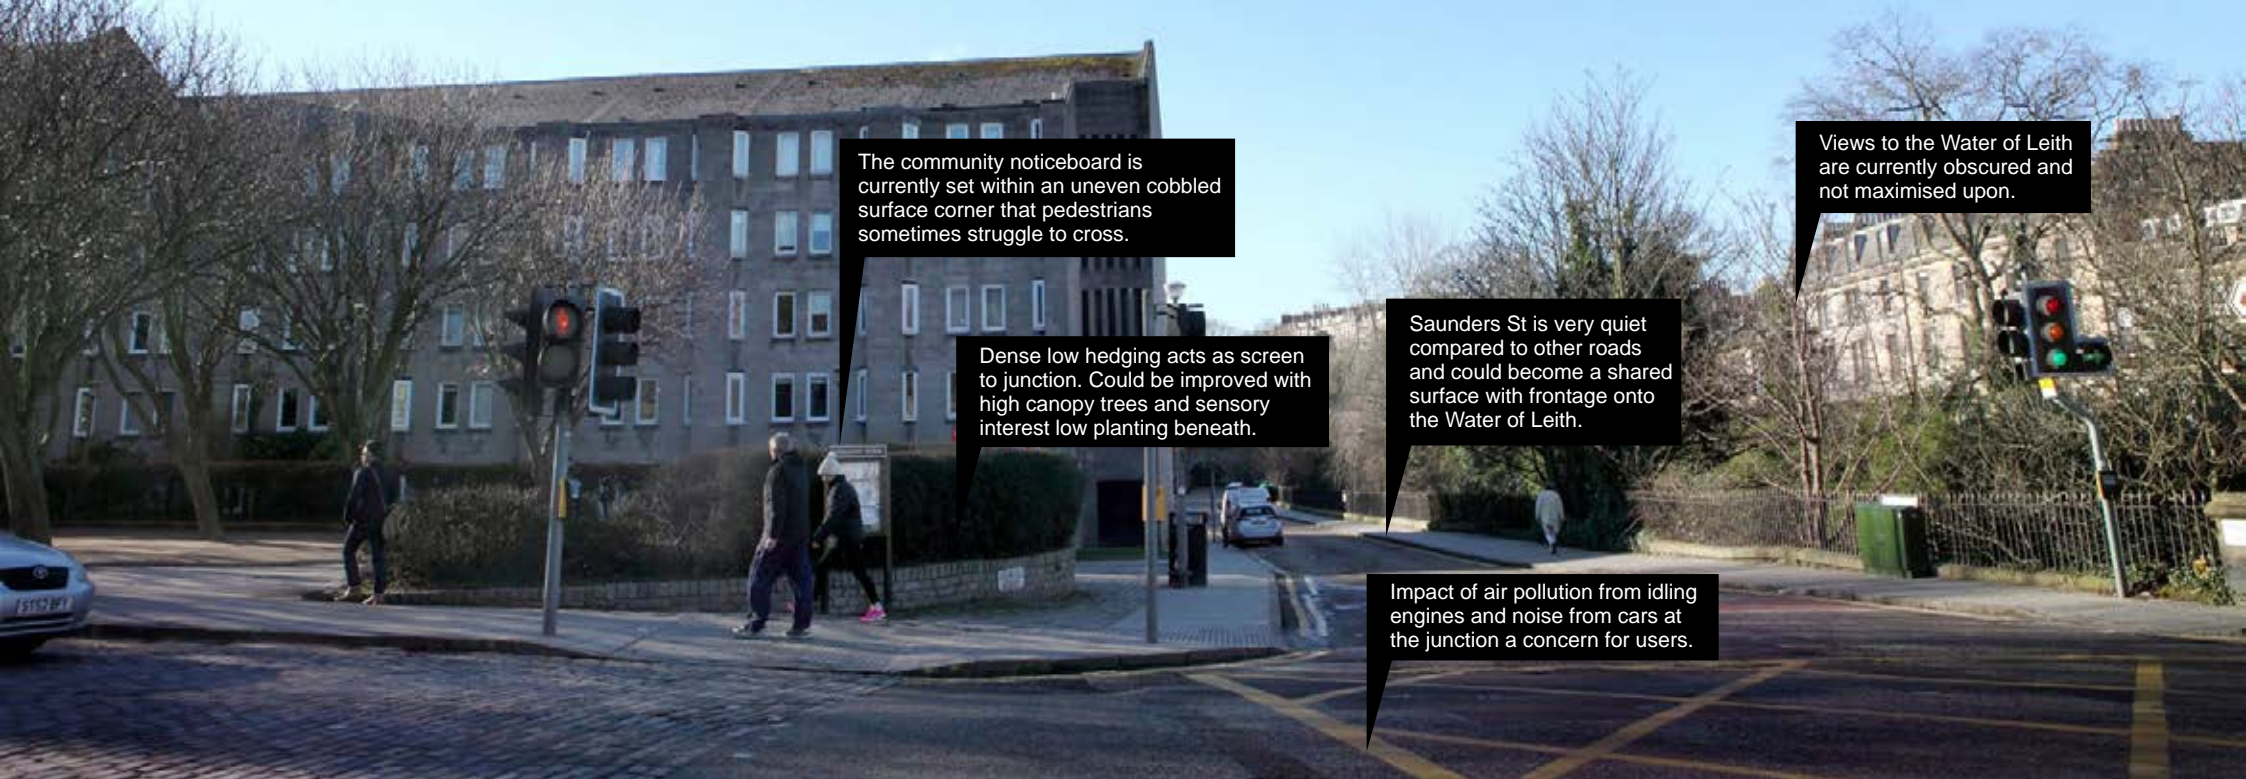 The community noticeboard is
currently set within an uneven cobbled
surface corner that pedestrians
sometimes struggle to cross.
Dense low hedging acts as screen
to junction. Could be improved with
high canopy trees and sensory
interest low planting beneath.
Saunders St is very quiet
compared to other roads
and could become a shared
surface with frontage onto
the Water of Leith.
Views to the Water of Leith
are currently obscured and
not maximised upon.
Impact of air pollution from idling
engines and noise from cars at
the junction a concern for users.